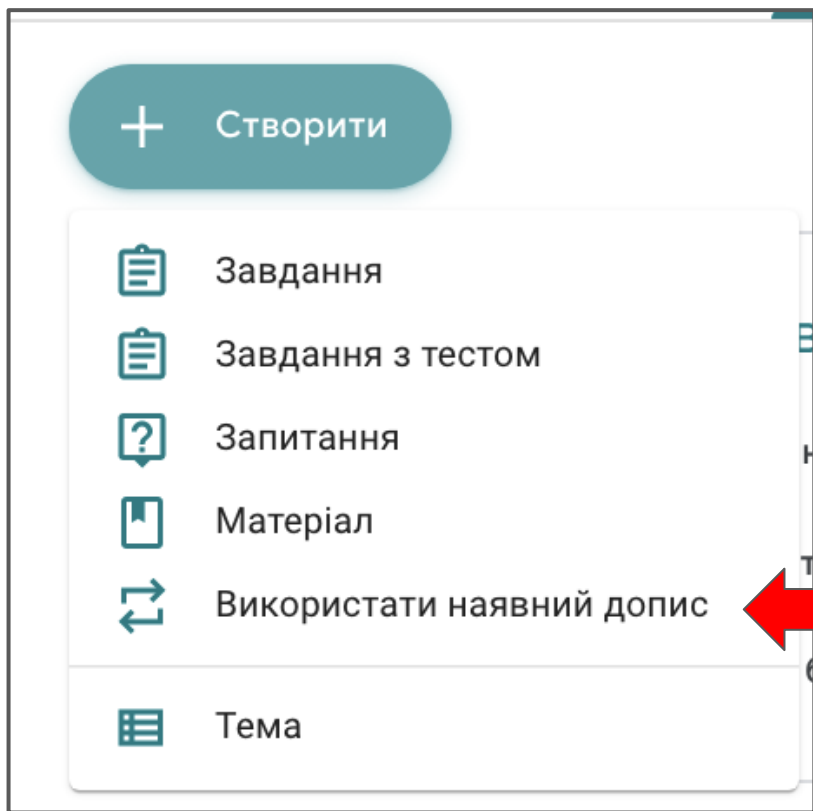 Створити
Завдання
Завдання з тестом
Запитання
Матеріал
Використати наявний допис
Тема